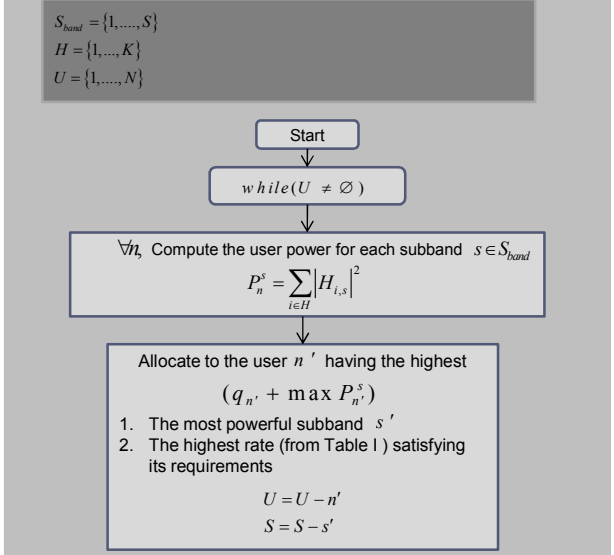 S_band = {1,....,S}
H = {1,...,K}
U = {1,....,N}
Start
while(U ≠ ∅)
∀n, Compute the user power for each subband s ∈ S_band
P_n^s = ∑_{i∈H} |H_{i,s}|^2
Allocate to the user n ' having the highest
(q_{n'} + max P_{n'}^s)
1. The most powerful subband s '
2. The highest rate (from Table I ) satisfying
its requirements
U = U − n′
S = S − s′